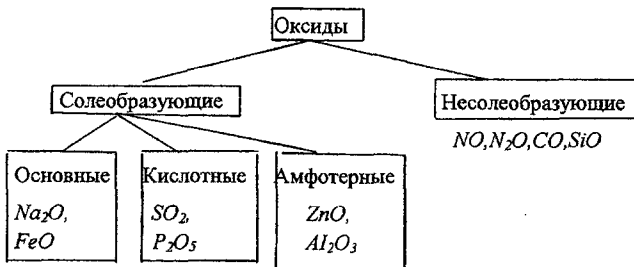 Оксиды
Солеобразующие
Несолеобразующие
NO,N₂O,CO,SiO
Основные
Na₂O,
FeO
Кислотные
SO₂,
P₂O₅
Амфотерные
ZnO,
Al₂O₃